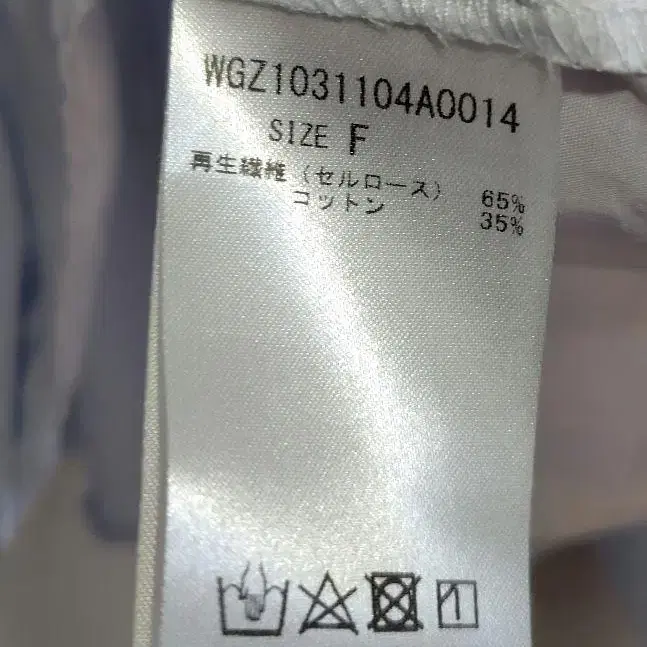 WGZ1031104A0014
SIZE F
再生繊維（セルロース） 65%
コットン 35%